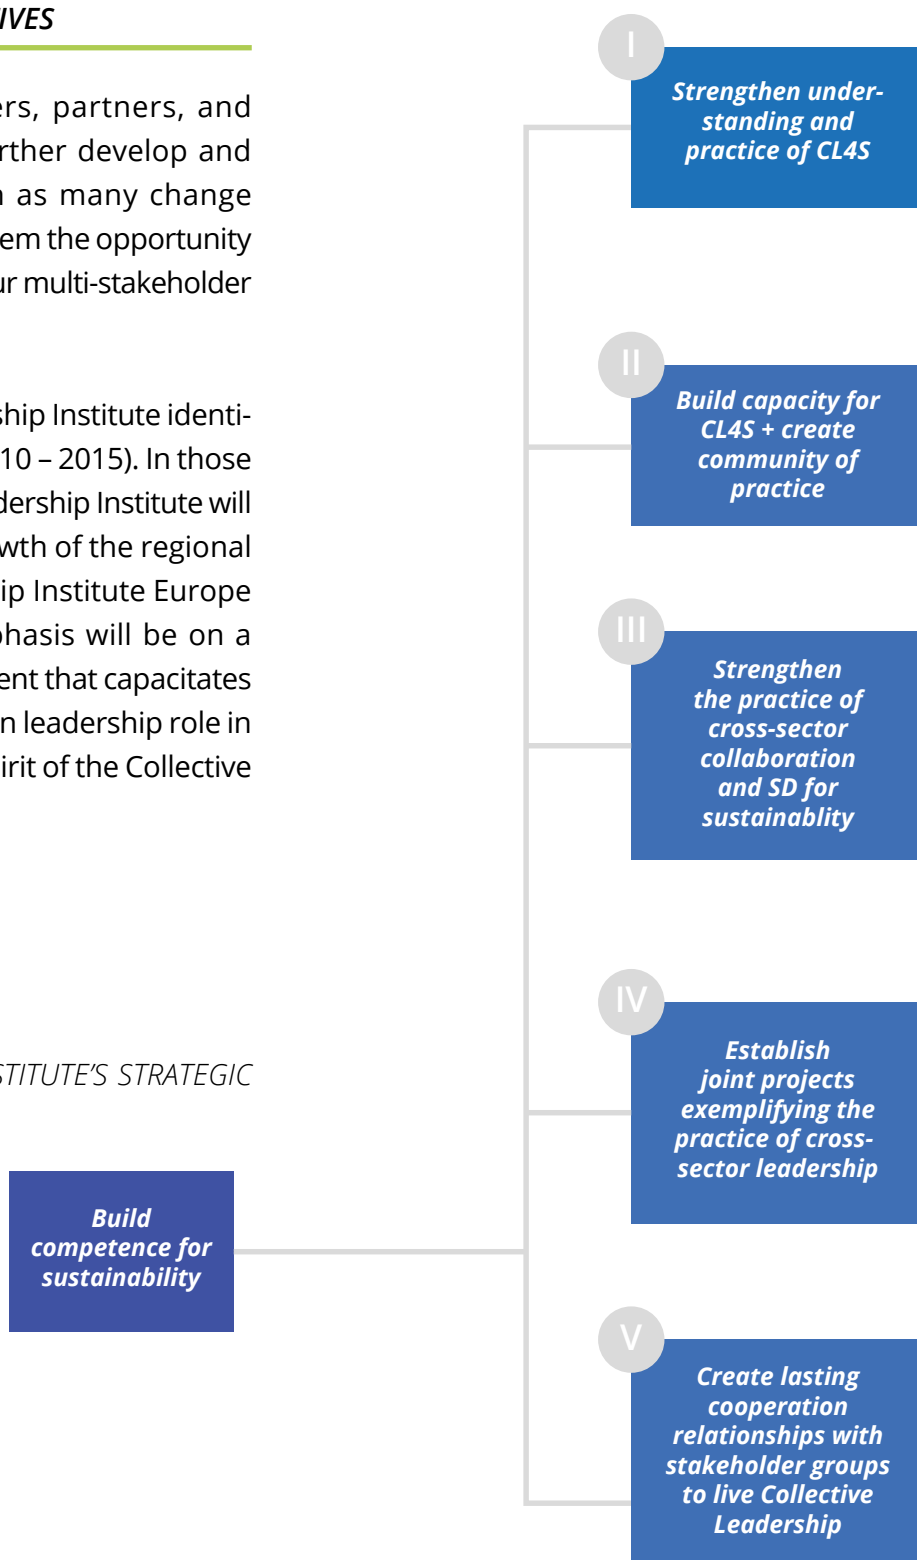 IVES
ers, partners, and
rther develop and
as many change
em the opportunity
ur multi-stakeholder
ship Institute identi-
10 – 2015). In those
dership Institute will
wth of the regional
ip Institute Europe
phasis will be on a
ent that capacitates
n leadership role in
irit of the Collective
STITUTE’S STRATEGIC
Build
competence for
sustainability
I
Strengthen under-
standing and
practice of CL4S
II
Build capacity for
CL4S + create
community of
practice
III
Strengthen
the practice of
cross-sector
collaboration
and SD for
sustainablity
IV
Establish
joint projects
exemplifying the
practice of cross-
sector leadership
V
Create lasting
cooperation
relationships with
stakeholder groups
to live Collective
Leadership